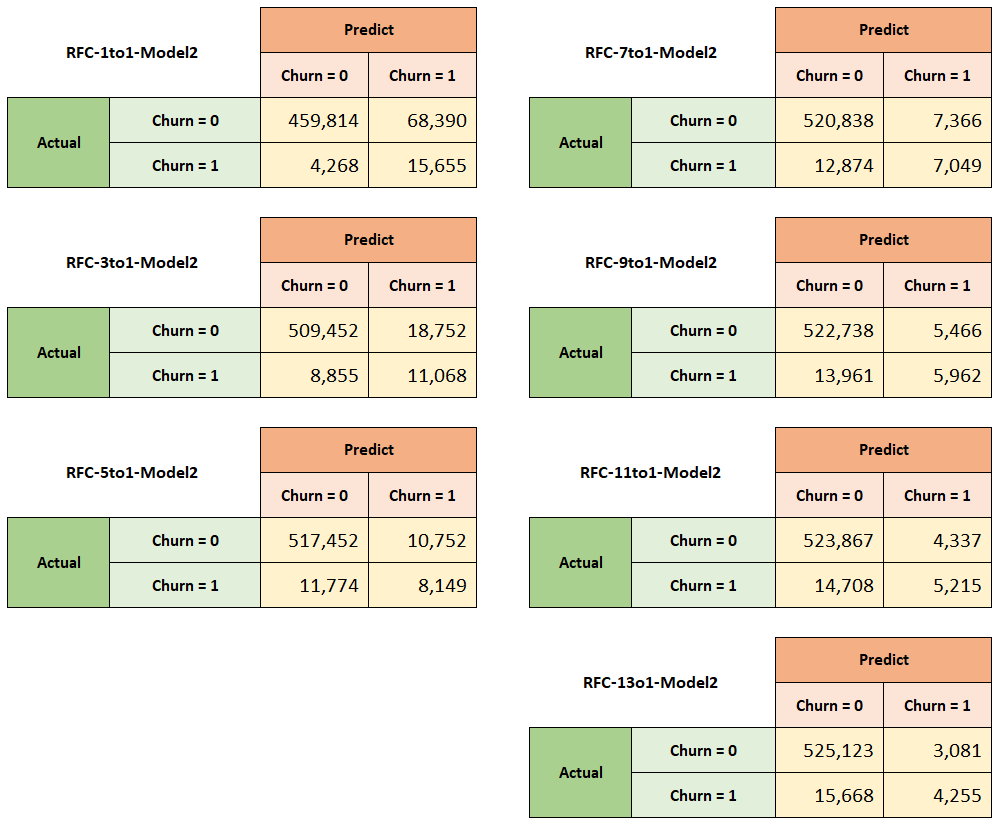 Predict
RFC-1to1-Model2
Churn = 0 Churn = 1
Actual
Churn = 0 459,814 68,390
Churn = 1 4,268 15,655
Predict
RFC-3to1-Model2
Churn = 0 Churn = 1
Actual
Churn = 0 509,452 18,752
Churn = 1 8,855 11,068
Predict
RFC-5to1-Model2
Churn = 0 Churn = 1
Actual
Churn = 0 517,452 10,752
Churn = 1 11,774 8,149
Predict
RFC-7to1-Model2
Churn = 0 Churn = 1
Actual
Churn = 0 520,838 7,366
Churn = 1 12,874 7,049
Predict
RFC-9to1-Model2
Churn = 0 Churn = 1
Actual
Churn = 0 522,738 5,466
Churn = 1 13,961 5,962
Predict
RFC-11to1-Model2
Churn = 0 Churn = 1
Actual
Churn = 0 523,867 4,337
Churn = 1 14,708 5,215
Predict
RFC-13o1-Model2
Churn = 0 Churn = 1
Actual
Churn = 0 525,123 3,081
Churn = 1 15,668 4,255